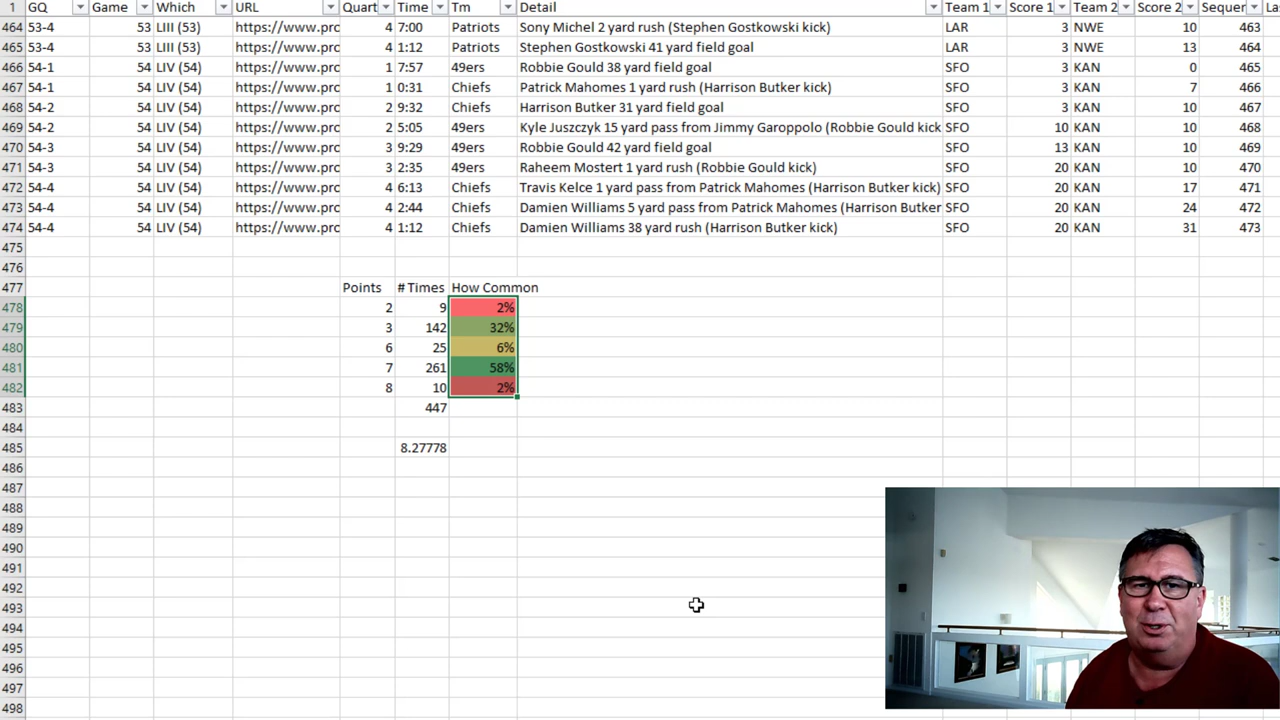 1 GQ Game Which URL Quart Time Tm Detail Team 1 Score 1 Team 2 Score 2 Sequer La
464 53-4 53 LIII (53) https://www.pro 4 7:00 Patriots Sony Michel 2 yard rush (Stephen Gostkowski kick) LAR 3 NWE 10 463
465 53-4 53 LIII (53) https://www.pro 4 1:12 Patriots Stephen Gostkowski 41 yard field goal LAR 3 NWE 13 464
466 54-1 54 LIV (54) https://www.pro 1 7:57 49ers Robbie Gould 38 yard field goal SFO 3 KAN 0 465
467 54-1 54 LIV (54) https://www.pro 1 0:31 Chiefs Patrick Mahomes 1 yard rush (Harrison Butker kick) SFO 3 KAN 7 466
468 54-2 54 LIV (54) https://www.pro 2 9:32 Chiefs Harrison Butker 31 yard field goal SFO 3 KAN 10 467
469 54-2 54 LIV (54) https://www.pro 2 5:05 49ers Kyle Juszczyk 15 yard pass from Jimmy Garoppolo (Robbie Gould kick SFO 10 KAN 10 468
470 54-3 54 LIV (54) https://www.pro 3 9:29 49ers Robbie Gould 42 yard field goal SFO 13 KAN 10 469
471 54-3 54 LIV (54) https://www.pro 3 2:35 49ers Raheem Mostert 1 yard rush (Robbie Gould kick) SFO 20 KAN 10 470
472 54-4 54 LIV (54) https://www.pro 4 6:13 Chiefs Travis Kelce 1 yard pass from Patrick Mahomes (Harrison Butker kick) SFO 20 KAN 17 471
473 54-4 54 LIV (54) https://www.pro 4 2:44 Chiefs Damien Williams 5 yard pass from Patrick Mahomes (Harrison Butker SFO 20 KAN 24 472
474 54-4 54 LIV (54) https://www.pro 4 1:12 Chiefs Damien Williams 38 yard rush (Harrison Butker kick) SFO 20 KAN 31 473
475
476
477 Points # Times How Common
478 2 9 2%
479 3 142 32%
480 6 25 6%
481 7 261 58%
482 8 10 2%
483 447
484
485 8.27778
486
487
488
489
490
491
492
493
494
495
496
497
498